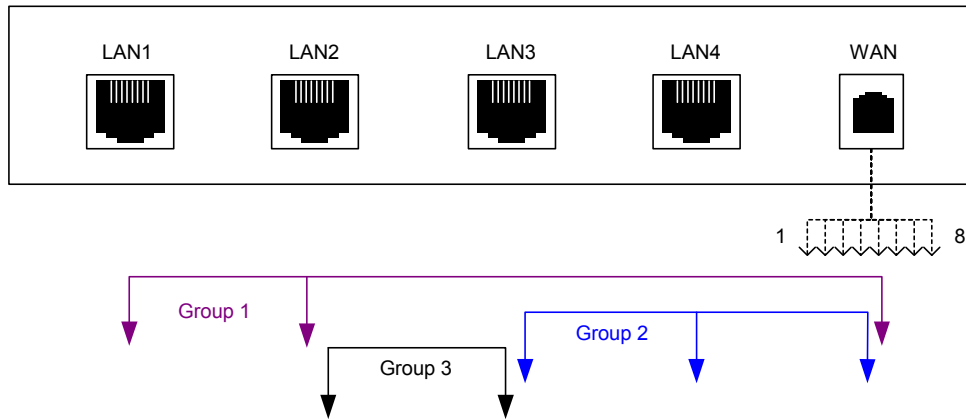 LAN1 LAN2 LAN3 LAN4 WAN
1 8
Group 1
Group 2
Group 3